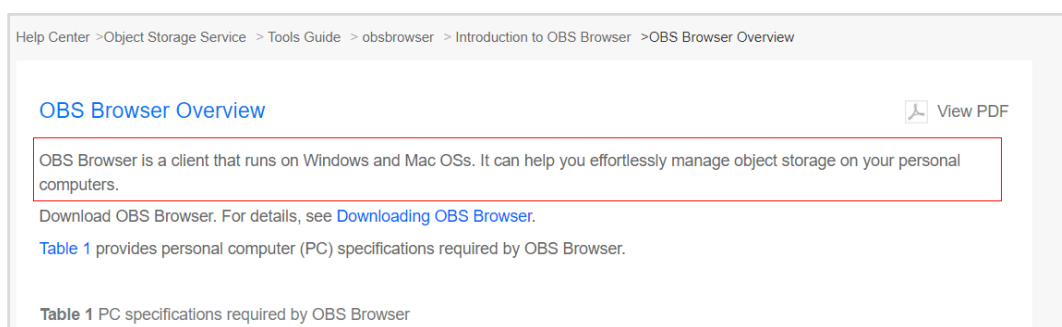 Help Center >Object Storage Service > Tools Guide > obsbrowser > Introduction to OBS Browser >OBS Browser Overview
OBS Browser Overview
View PDF
OBS Browser is a client that runs on Windows and Mac OSs. It can help you effortlessly manage object storage on your personal
computers.
Download OBS Browser. For details, see Downloading OBS Browser.
Table 1 provides personal computer (PC) specifications required by OBS Browser.
Table 1 PC specifications required by OBS Browser